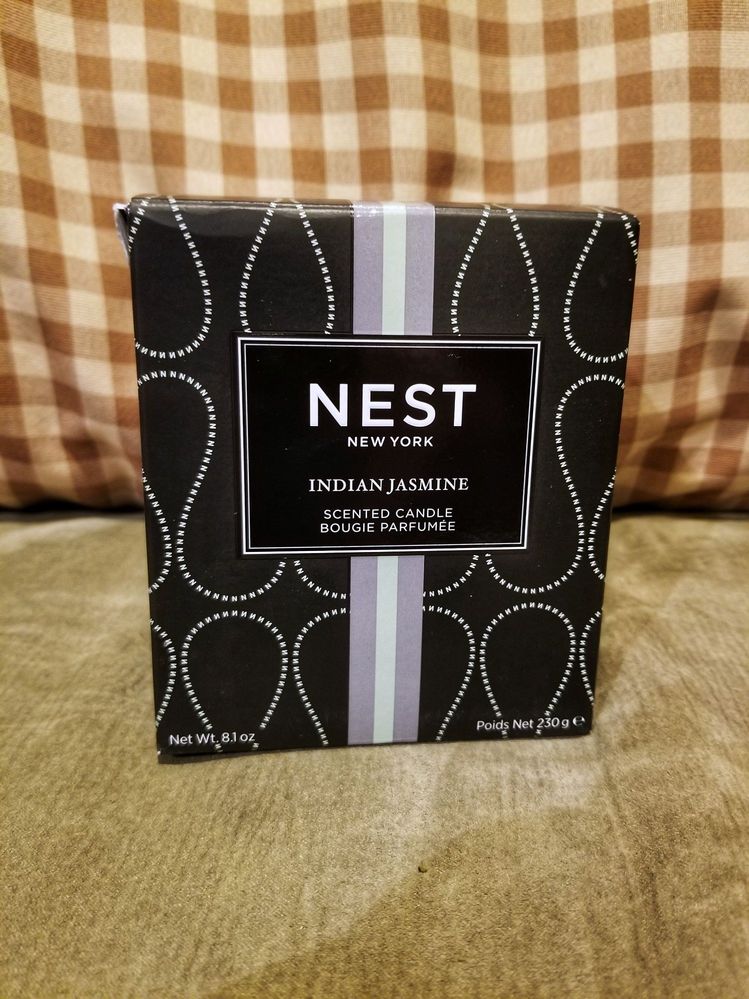 NEST
NEW YORK
INDIAN JASMINE
SCENTED CANDLE
BOUGIE PARFUMÉE
Net Wt. 8.1 oz
Poids Net 230 g ℮